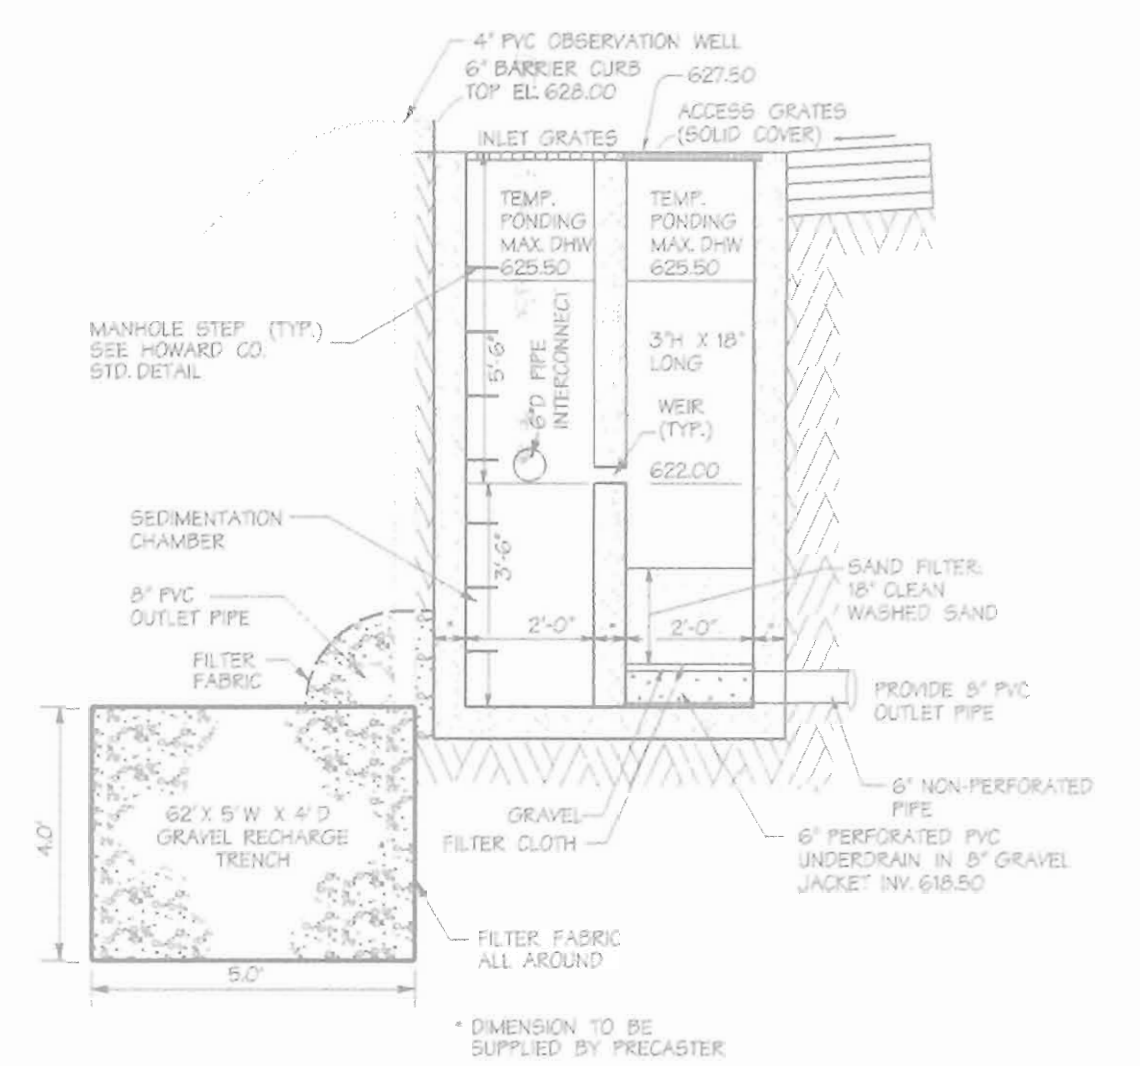 4" PVC OBSERVATION WELL
6" BARRIER CURB
TOP EL. 628.00
627.50
ACCESS GRATES
(SOLID COVER)
INLET GRATES
TEMP.
PONDING
MAX. DHW
625.50
TEMP.
PONDING
MAX. DHW
625.50
MANHOLE STEP (TYP.)
SEE HOWARD CO.
STD. DETAIL
5'-6"
6"D PIPE
INTERCONNECT
3"H X 18"
LONG
WEIR
(TYP.)
622.00
SEDIMENTATION
CHAMBER
3'-6"
8" PVC
OUTLET PIPE
FILTER
FABRIC
SAND FILTER:
18" CLEAN
WASHED SAND
* 2'-0" * 2'-0" *
PROVIDE 8" PVC
OUTLET PIPE
6" NON-PERFORATED
PIPE
GRAVEL
FILTER CLOTH
6" PERFORATED PVC
UNDERDRAIN IN 8" GRAVEL
JACKET INV. 618.50
62' X 5' W X 4' D
GRAVEL RECHARGE
TRENCH
4.0'
5.0'
FILTER FABRIC
ALL AROUND
* DIMENSION TO BE
SUPPLIED BY PRECASTER